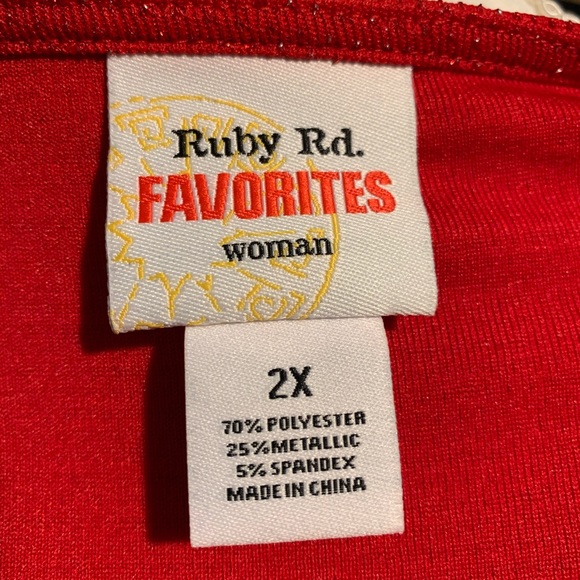 Ruby Rd.
FAVORITES
woman
2X
70% POLYESTER
25% METALLIC
5% SPANDEX
MADE IN CHINA